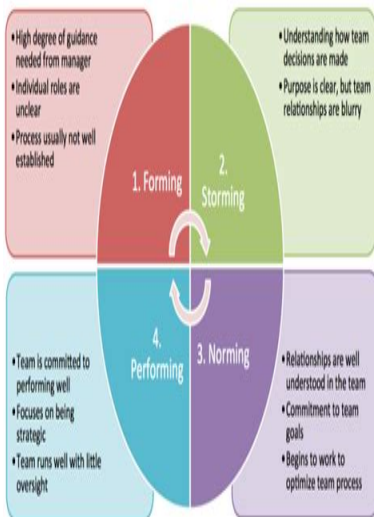 • High degree of guidance
needed from manager
• Individual roles are
unclear
• Process usually not well
established
• Understanding how team
decisions are made
• Purpose is clear, but team
relationships are blurry
1. Forming
2.
Storming
4.
Performing
3. Norming
• Team is committed to
performing well
• Focuses on being
strategic
• Team runs well with little
oversight
• Relationships are well
understood in the team
• Commitment to team
goals
• Begins to work to
optimize team process